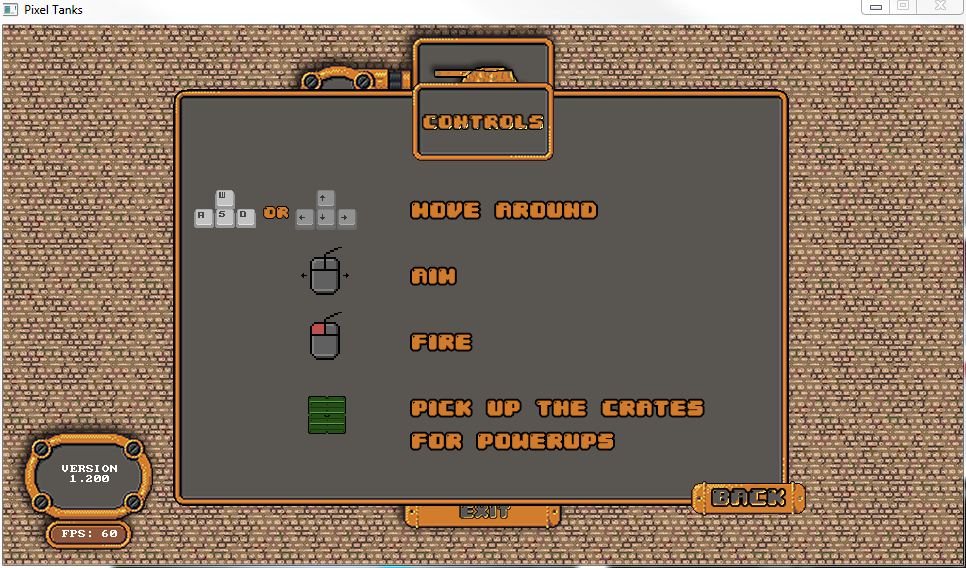 Pixel Tanks
CONTROLS
W
A S D OR
MOVE AROUND
AIM
FIRE
PICK UP THE CRATES
FOR POWERUPS
VERSION
1.200
BACK
EXIT
FPS: 60